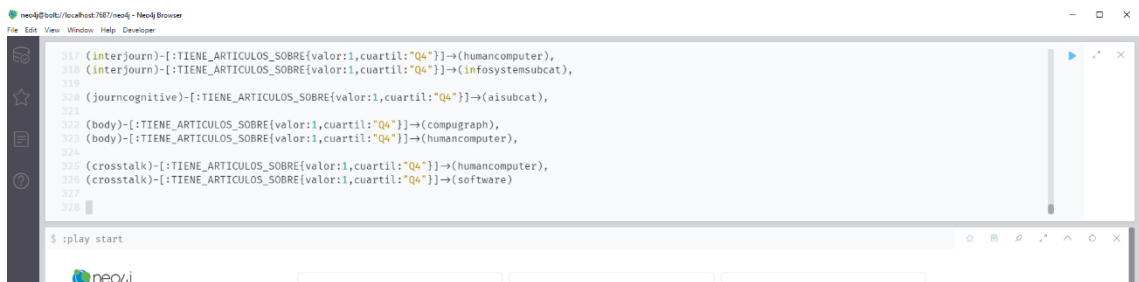 neo4j@bolt://localhost:7687/neo4j - Neo4j Browser
File Edit View Window Help Developer
317 (interjourn)-[:TIENE_ARTICULOS_SOBRE{valor:1,cuartil:"Q4"}]→(humancomputer),
318 (interjourn)-[:TIENE_ARTICULOS_SOBRE{valor:1,cuartil:"Q4"}]→(infosystemsubcat),
319
320 (journcognitive)-[:TIENE_ARTICULOS_SOBRE{valor:1,cuartil:"Q4"}]→(aisubcat),
321
322 (body)-[:TIENE_ARTICULOS_SOBRE{valor:1,cuartil:"Q4"}]→(compugraph),
323 (body)-[:TIENE_ARTICULOS_SOBRE{valor:1,cuartil:"Q4"}]→(humancomputer),
324
325 (crosstalk)-[:TIENE_ARTICULOS_SOBRE{valor:1,cuartil:"Q4"}]→(humancomputer),
326 (crosstalk)-[:TIENE_ARTICULOS_SOBRE{valor:1,cuartil:"Q4"}]→(software)
327
328
$ :play start
neo4j